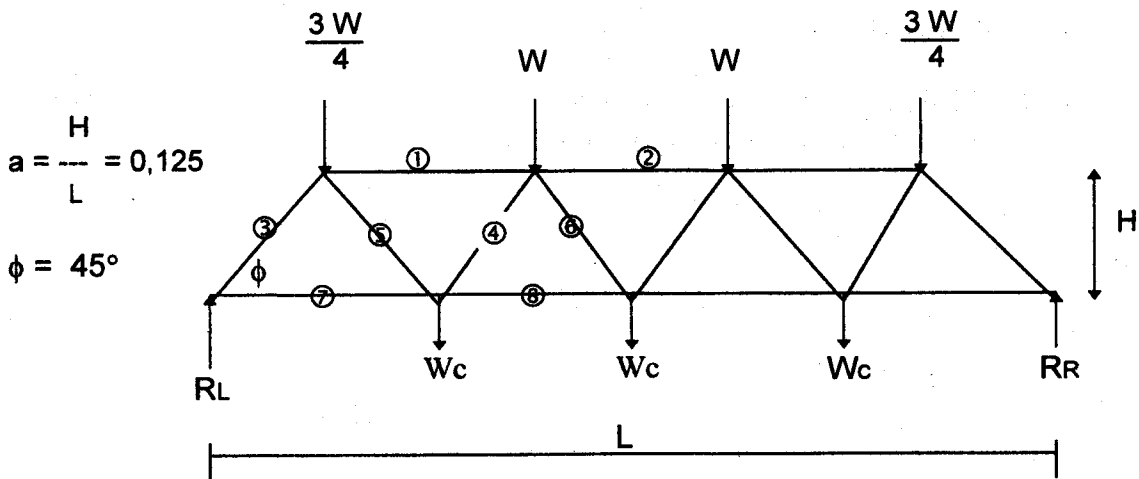 3 W
4
W
W
3 W
4
H
a = --- = 0,125
L
ϕ = 45°
①
②
③
④
⑤
⑥
ϕ
⑦
⑧
H
RL
Wc
Wc
Wc
RR
L